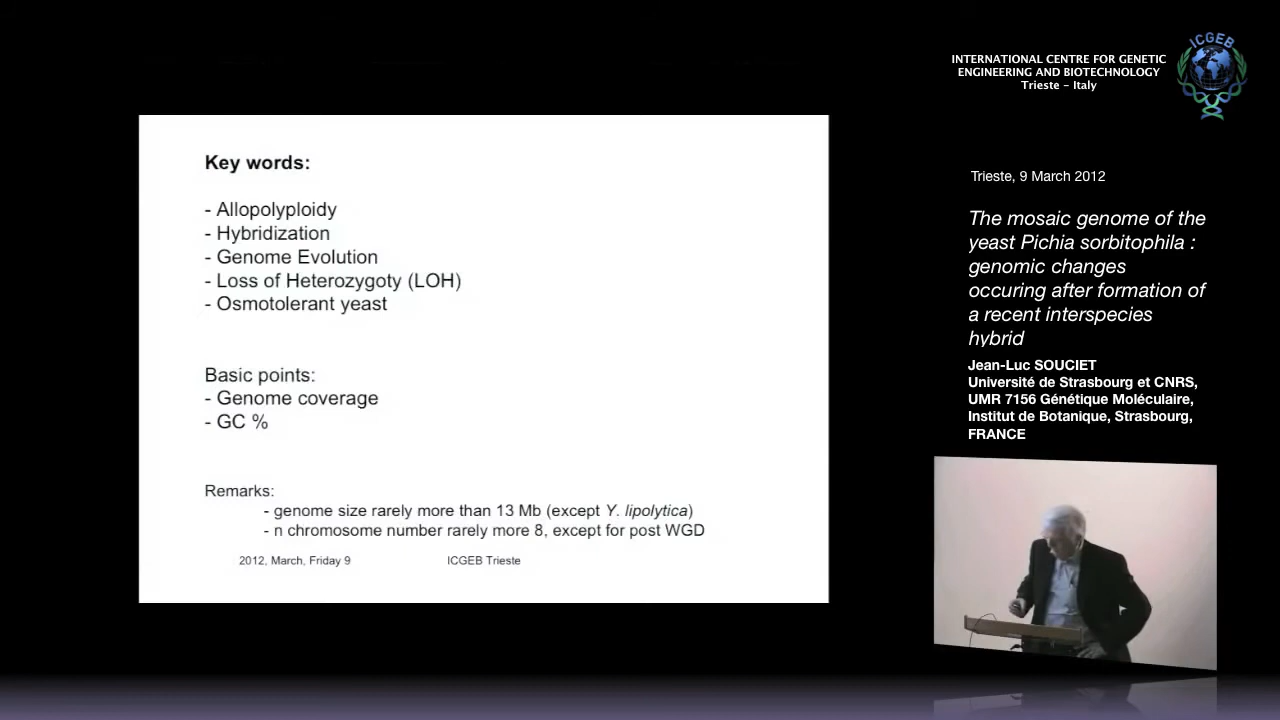 Key words:
- Allopolyploidy
- Hybridization
- Genome Evolution
- Loss of Heterozygoty (LOH)
- Osmotolerant yeast
Basic points:
- Genome coverage
- GC %
Remarks:
- genome size rarely more than 13 Mb (except Y. lipolytica)
- n chromosome number rarely more 8, except for post WGD
2012, March, Friday 9
ICGEB Trieste
ICGEB
INTERNATIONAL CENTRE FOR GENETIC
ENGINEERING AND BIOTECHNOLOGY
Trieste - Italy
Trieste, 9 March 2012
The mosaic genome of the
yeast Pichia sorbitophila :
genomic changes
occuring after formation of
a recent interspecies
hybrid
Jean-Luc SOUCIET
Université de Strasbourg et CNRS,
UMR 7156 Génétique Moléculaire,
Institut de Botanique, Strasbourg,
FRANCE